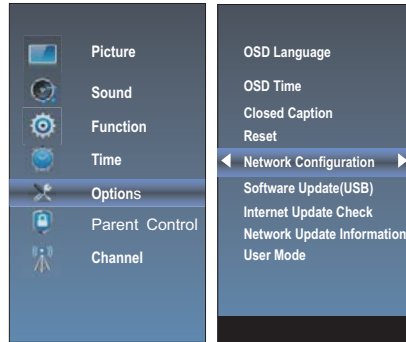 Picture
Sound
Function
Time
Options
Parent Control
Channel
OSD Language
OSD Time
Closed Caption
Reset
Network Configuration
Software Update(USB)
Internet Update Check
Network Update Information
User Mode